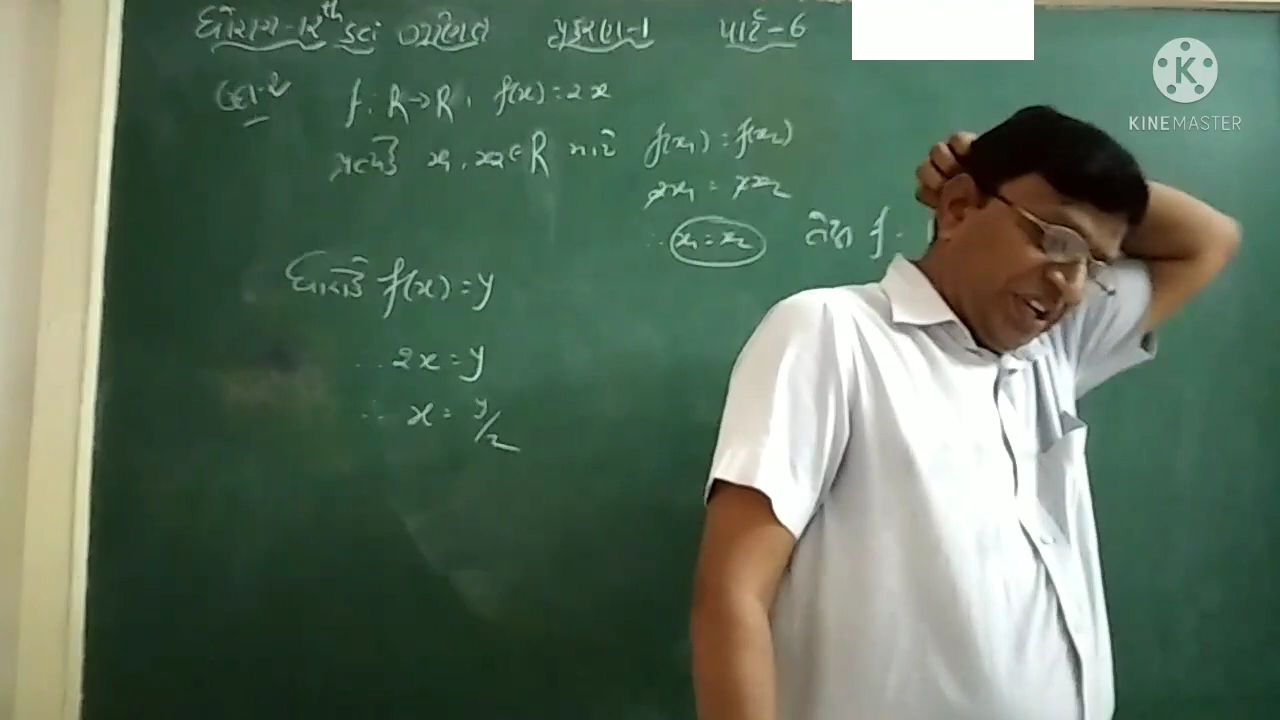 ધોરણ-12th ગણિત પ્રકરણ-1 પાર્ટ-6
ઉદા-2 f: R→R, f(x)=2x
પ્રત્યેક x₁, x₂∈R માટે f(x₁)=f(x₂)
2x₁ = 2x₂
∴ x₁=x₂ તેથી f:
ધારોકે f(x)=y
∴ 2x=y
∴ x = y/2
KINEMASTER